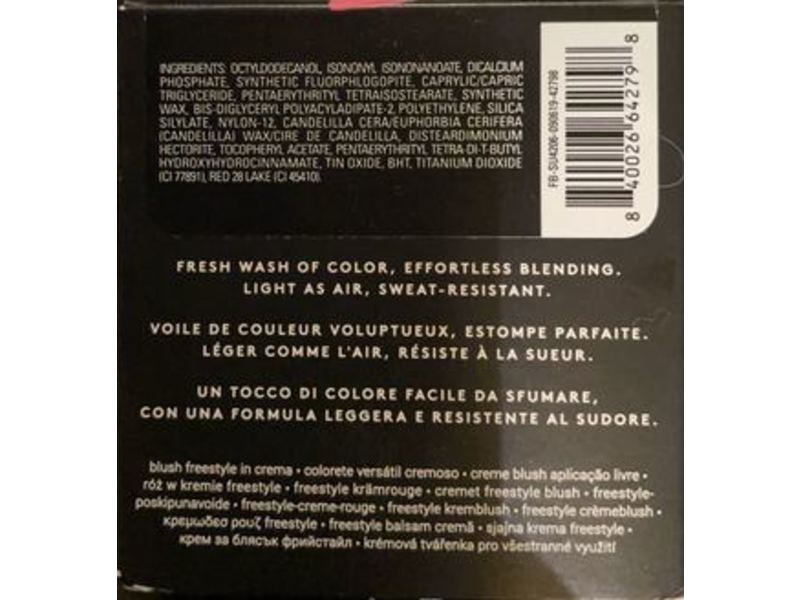 INGREDIENTS: OCTYLDODECANOL, ISONONYL ISONONANOATE, DICALCIUM
PHOSPHATE, SYNTHETIC FLUORPHLOGOPITE, CAPRYLIC/CAPRIC
TRIGLYCERIDE, PENTAERYTHRITYL TETRAISOSTEARATE, SYNTHETIC
WAX, BIS-DIGLYCERYL POLYACYLADIPATE-2, POLYETHYLENE, SILICA
SILYLATE, NYLON-12, CANDELILLA CERA/EUPHORBIA CERIFERA
(CANDELILLA) WAX/CIRE DE CANDELILLA, DISTEARDIMONIUM
HECTORITE, TOCOPHERYL ACETATE, PENTAERYTHRITYL TETRA-DI-T-BUTYL
HYDROXYHYDROCINNAMATE, TIN OXIDE, BHT, TITANIUM DIOXIDE
(CI 77891), RED 28 LAKE (CI 45410).
FB-SU4206-090619-42798
8 40026 64279 8
FRESH WASH OF COLOR, EFFORTLESS BLENDING.
LIGHT AS AIR, SWEAT-RESISTANT.
VOILE DE COULEUR VOLUPTUEUX, ESTOMPE PARFAITE.
LÉGER COMME L'AIR, RÉSISTE À LA SUEUR.
UN TOCCO DI COLORE FACILE DA SFUMARE,
CON UNA FORMULA LEGGERA E RESISTENTE AL SUDORE.
blush freestyle in crema • colorete versátil cremoso • creme blush aplicação livre •
róż w kremie freestyle • freestyle krämrouge • cremet freestyle blush • freestyle-
poskipunavoide • freestyle-creme-rouge • freestyle kremblush • freestyle crèmeblush •
κρεμώδεο ρουζ freestyle • freestyle balsam cremă • sjajna krema freestyle •
крем за блясък фрийстайл • krémová tvářenka pro všestranné využití